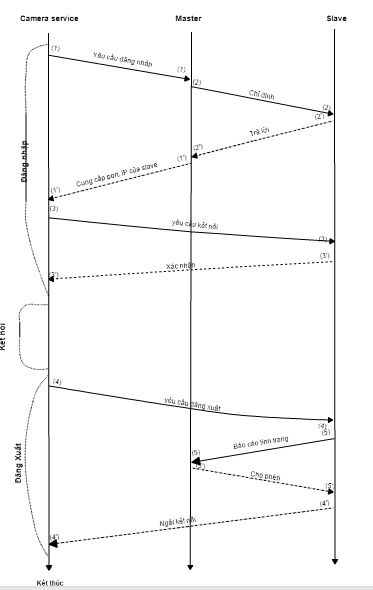 Camera service
Master
Slave
(1)
Yêu cầu đăng nhập
(1)
(2)
Chỉ định
(2)
(2')
Trả lời
(2')
(1')
Cung cấp port, IP của slave
(1')
Đăng nhập
(3)
yêu cầu kết nối
(3)
(3')
Xác nhận
(3')
Kết nối
(4)
yêu cầu đăng xuất
(4)
(5)
Báo cáo tình trạng
(5)
(5')
Cho phép
(5')
(4')
Ngắt kết nối
(4')
Đăng Xuất
Kết thúc